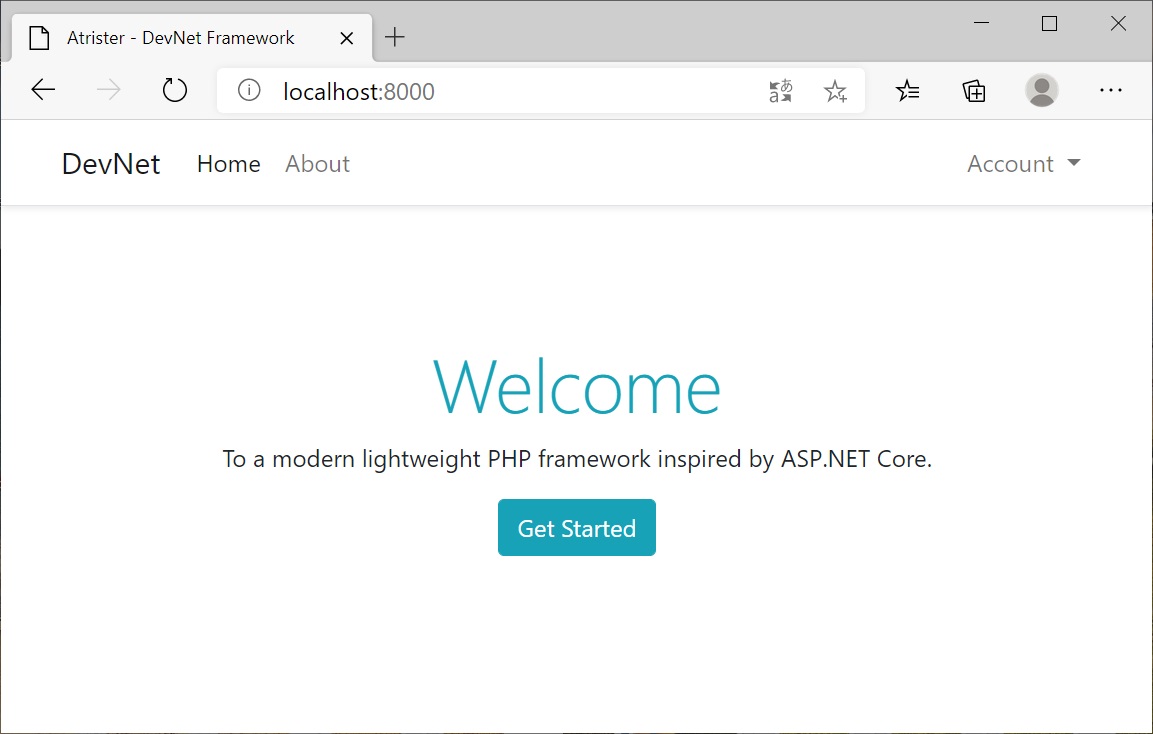 Atrister - DevNet Framework
localhost:8000
DevNet Home About Account
Welcome
To a modern lightweight PHP framework inspired by ASP.NET Core.
Get Started